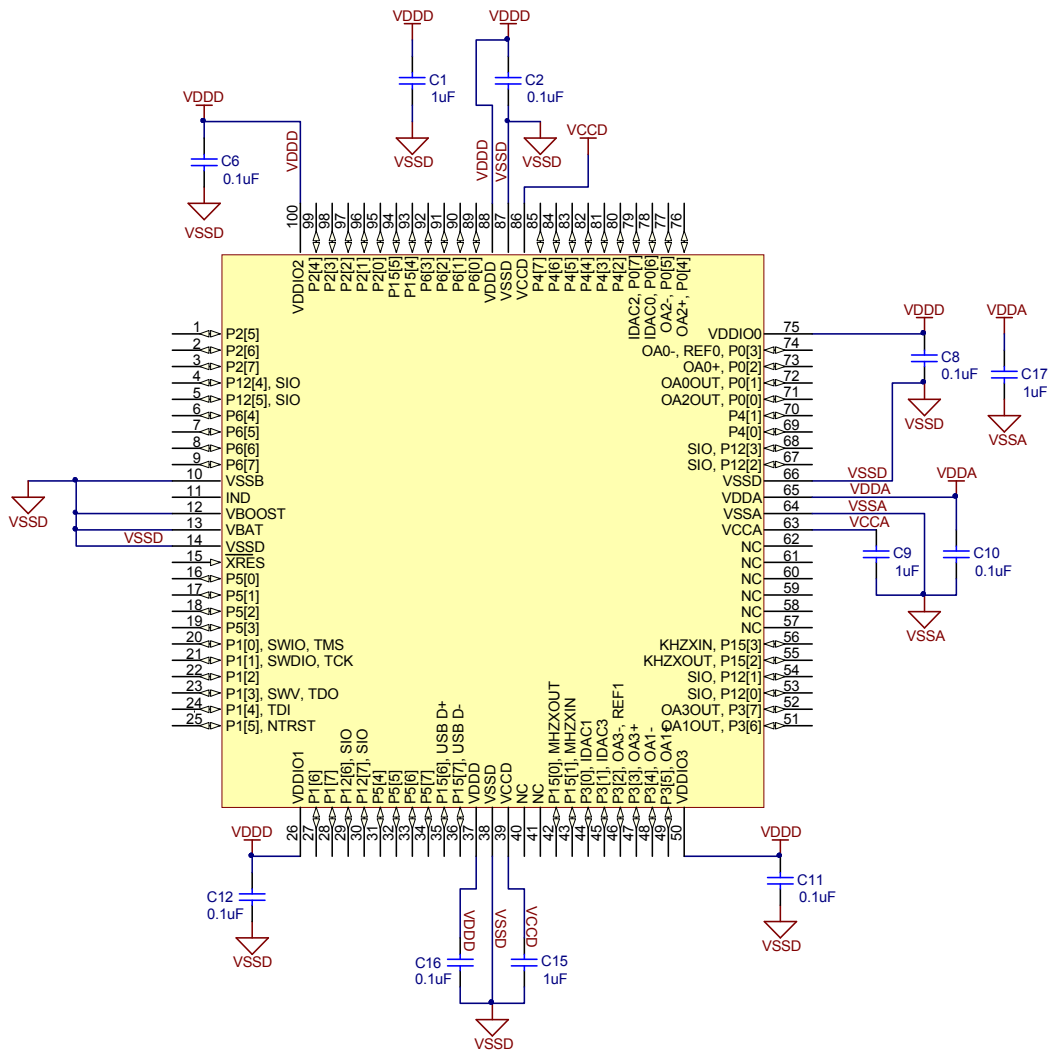 VDDD
C1
1uF
VSSD
VDDD
C2
0.1uF
VSSD
VDDD
VSSD
VCCD
VDDD
C6
0.1uF
VSSD
VDDD
100
99
98
97
96
95
94
93
92
91
90
89
88
87
86
85
84
83
82
81
80
79
78
77
76
VDDIO2
P2[4]
P2[3]
P2[2]
P2[1]
P2[0]
P15[5]
P15[4]
P6[3]
P6[2]
P6[1]
P6[0]
VDDD
VSSD
VCCD
P4[7]
P4[6]
P4[5]
P4[4]
P4[3]
P4[2]
IDAC2, P0[7]
IDAC0, P0[6]
OA2-, P0[5]
OA2+, P0[4]
1 P2[5]
2 P2[6]
3 P2[7]
4 P12[4], SIO
5 P12[5], SIO
6 P6[4]
7 P6[5]
8 P6[6]
9 P6[7]
10 VSSB
11 IND
12 VBOOST
13 VBAT
VSSD 14 VSSD
15 XRES
16 P5[0]
17 P5[1]
18 P5[2]
19 P5[3]
20 P1[0], SWIO, TMS
21 P1[1], SWDIO, TCK
22 P1[2]
23 P1[3], SWV, TDO
24 P1[4], TDI
25 P1[5], NTRST
VSSD
VDDIO0 75
OA0-, REF0, P0[3] 74
OA0+, P0[2] 73
OA0OUT, P0[1] 72
OA2OUT, P0[0] 71
P4[1] 70
P4[0] 69
SIO, P12[3] 68
SIO, P12[2] 67
VSSD 66 VSSD
VDDA 65 VDDA
VSSA 64 VSSA
VCCA 63 VCCA
NC 62
NC 61
NC 60
NC 59
NC 58
NC 57
KHZXIN, P15[3] 56
KHZXOUT, P15[2] 55
SIO, P12[1] 54
SIO, P12[0] 53
OA3OUT, P3[7] 52
OA1OUT, P3[6] 51
VDDD
C8
0.1uF
VSSD
VDDA
C17
1uF
VSSA
VDDA
C9
1uF
C10
0.1uF
VSSA
VDDIO1
P1[6]
P1[7]
P12[6], SIO
P12[7], SIO
P5[4]
P5[5]
P5[6]
P5[7]
P15[6], USB D+
P15[7], USB D-
VDDD
VSSD
VCCD
NC
NC
P15[0], MHZXOUT
P15[1], MHZXIN
P3[0], IDAC1
P3[1], IDAC3
P3[2], OA3-, REF1
P3[3], OA3+
P3[4], OA1-
P3[5], OA1+
VDDIO3
26
27
28
29
30
31
32
33
34
35
36
37
38
39
40
41
42
43
44
45
46
47
48
49
50
VDDD
C12
0.1uF
VSSD
VDDD
VSSD
VCCD
C16
0.1uF
C15
1uF
VSSD
VDDD
C11
0.1uF
VSSD